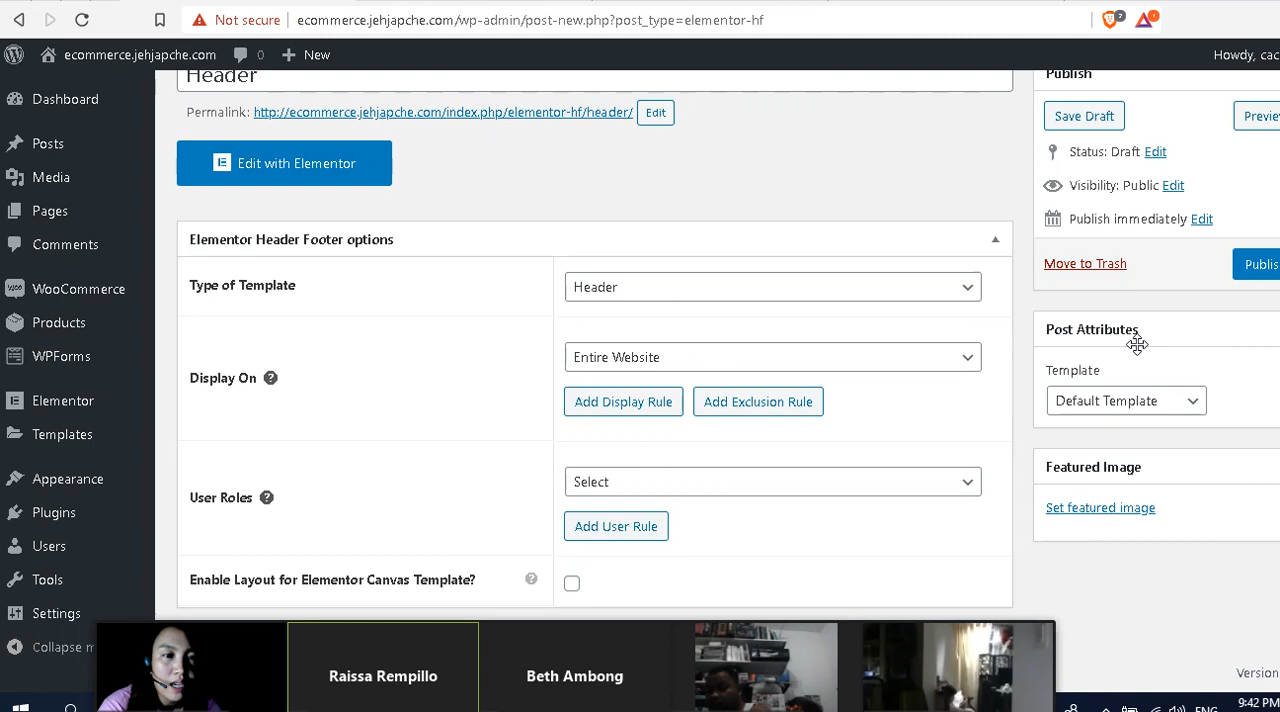 Not secure ecommerce.jehjapche.com/wp-admin/post-new.php?post_type=elementor-hf
ecommerce.jehjapche.com 0 New Howdy, cac
Dashboard
Posts
Media
Pages
Comments
WooCommerce
Products
WPForms
Elementor
Templates
Appearance
Plugins
Users
Tools
Settings
Collapse m
Header
Permalink: http://ecommerce.jehjapche.com/index.php/elementor-hf/header/ Edit
Edit with Elementor
Elementor Header Footer options
Type of Template
Header
Display On
Entire Website
Add Display Rule Add Exclusion Rule
User Roles
Select
Add User Rule
Enable Layout for Elementor Canvas Template?
Publish
Save Draft Previe
Status: Draft Edit
Visibility: Public Edit
Publish immediately Edit
Move to Trash Publis
Post Attributes
Template
Default Template
Featured Image
Set featured image
Version
Raissa Rempillo
Beth Ambong
ENG
9:42 PM